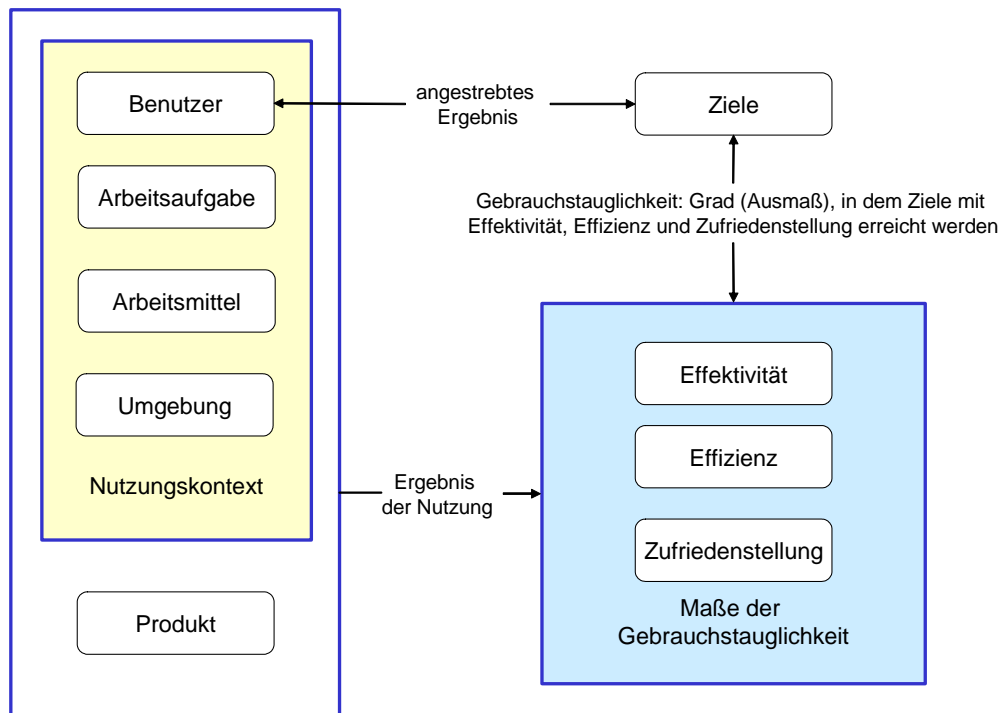 Benutzer
angestrebtes
Ergebnis
Ziele
Arbeitsaufgabe
Gebrauchstauglichkeit: Grad (Ausmaß), in dem Ziele mit
Effektivität, Effizienz und Zufriedenstellung erreicht werden
Arbeitsmittel
Umgebung
Nutzungskontext
Produkt
Ergebnis
der Nutzung
Effektivität
Effizienz
Zufriedenstellung
Maße der
Gebrauchstauglichkeit